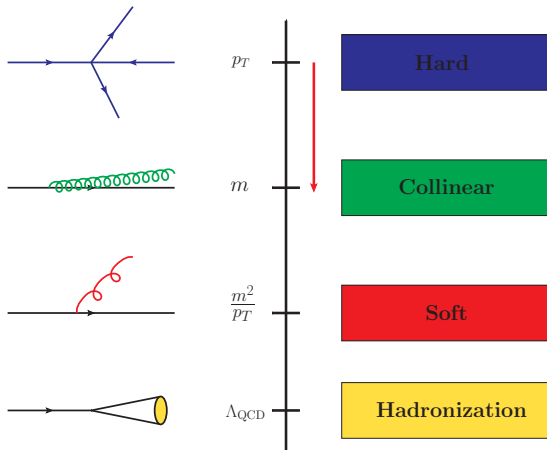 p_T Hard
m Collinear
m^2/p_T Soft
Λ_QCD Hadronization